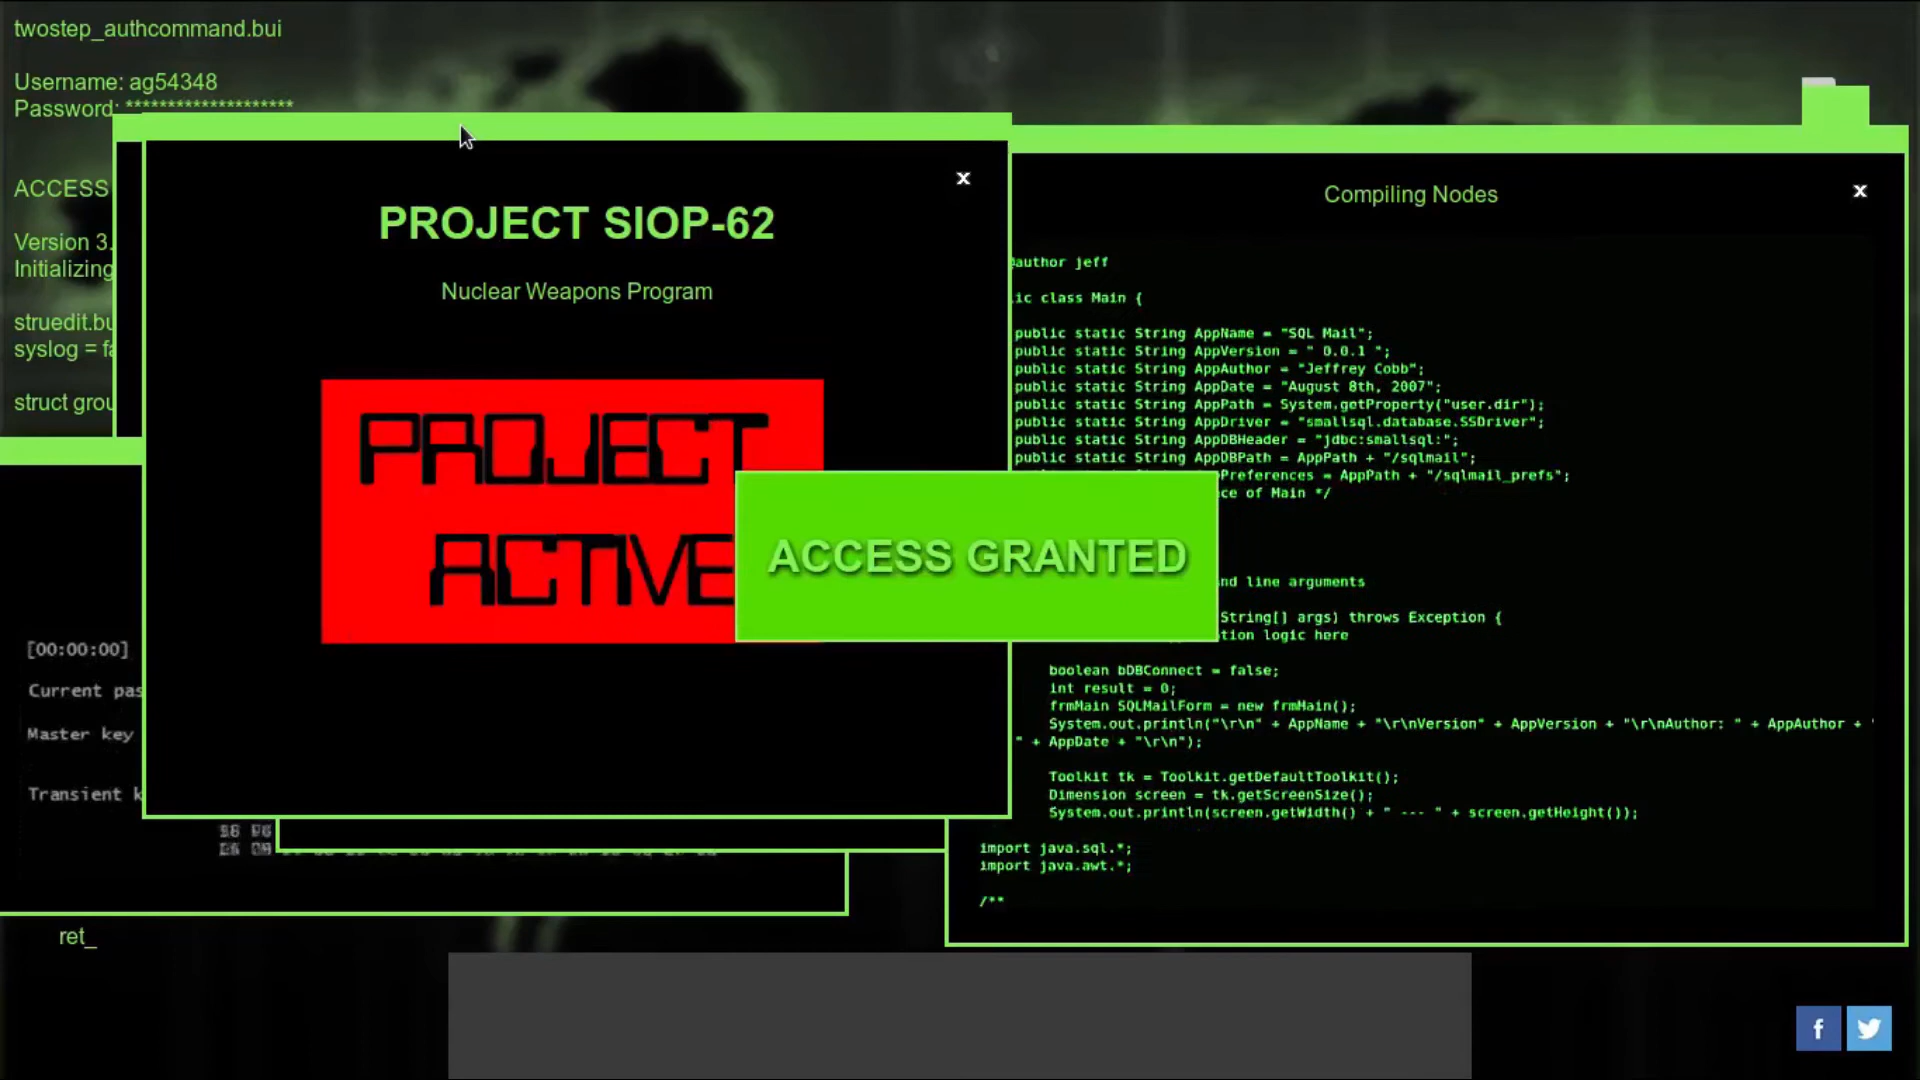 twostep_authcommand.bui
Username: ag54348
Password: ********************
ACCESS
Version 3.
Initializing
struedit.bu
syslog = fa
struct grou
x
PROJECT SIOP-62
Nuclear Weapons Program
PROJECT
ACTIVE
ACCESS GRANTED
[00:00:00]
Current pas
Master key
Transient k
ret_
Compiling Nodes
x
@author jeff
ic class Main {
public static String AppName = "SQL Mail";
public static String AppVersion = " 0.0.1 ";
public static String AppAuthor = "Jeffrey Cobb";
public static String AppDate = "August 8th, 2007";
public static String AppPath = System.getProperty("user.dir");
public static String AppDriver = "smallsql.database.SSDriver";
public static String AppDBHeader = "jdbc:smallsql:";
public static String AppDBPath = AppPath + "/sqlmail";
Preferences = AppPath + "/sqlmail_prefs";
ce of Main */
nd line arguments
String[] args) throws Exception {
tion logic here
boolean bDBConnect = false;
int result = 0;
frmMain SQLMailForm = new frmMain();
System.out.println("\r\n" + AppName + "\r\nVersion" + AppVersion + "\r\nAuthor: " + AppAuthor + "
" + AppDate + "\r\n");
Toolkit tk = Toolkit.getDefaultToolkit();
Dimension screen = tk.getScreenSize();
System.out.println(screen.getWidth() + " --- " + screen.getHeight());
import java.sql.*;
import java.awt.*;
/**
f